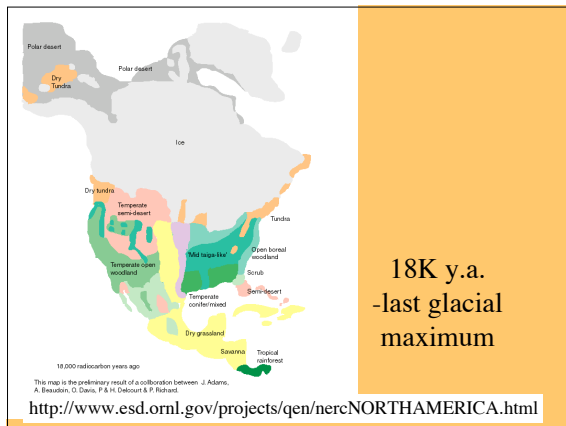 Polar desert
Polar desert
Dry
Tundra
Ice
Dry tundra
Temperate
semi-desert
Tundra
'Mid taiga-like'
Open boreal
woodland
Temperate open
woodland
Scrub
Semi-desert
Temperate
conifer/mixed
Dry grassland
Savanna
Tropical
rainforest
18,000 radiocarbon years ago
This map is the preliminary result of a collboration between J. Adams,
A. Beaudoin, O. Davis, P & H. Delcourt & P. Richard.
http://www.esd.ornl.gov/projects/qen/nercNORTHAMERICA.html
18K y.a.
-last glacial
maximum